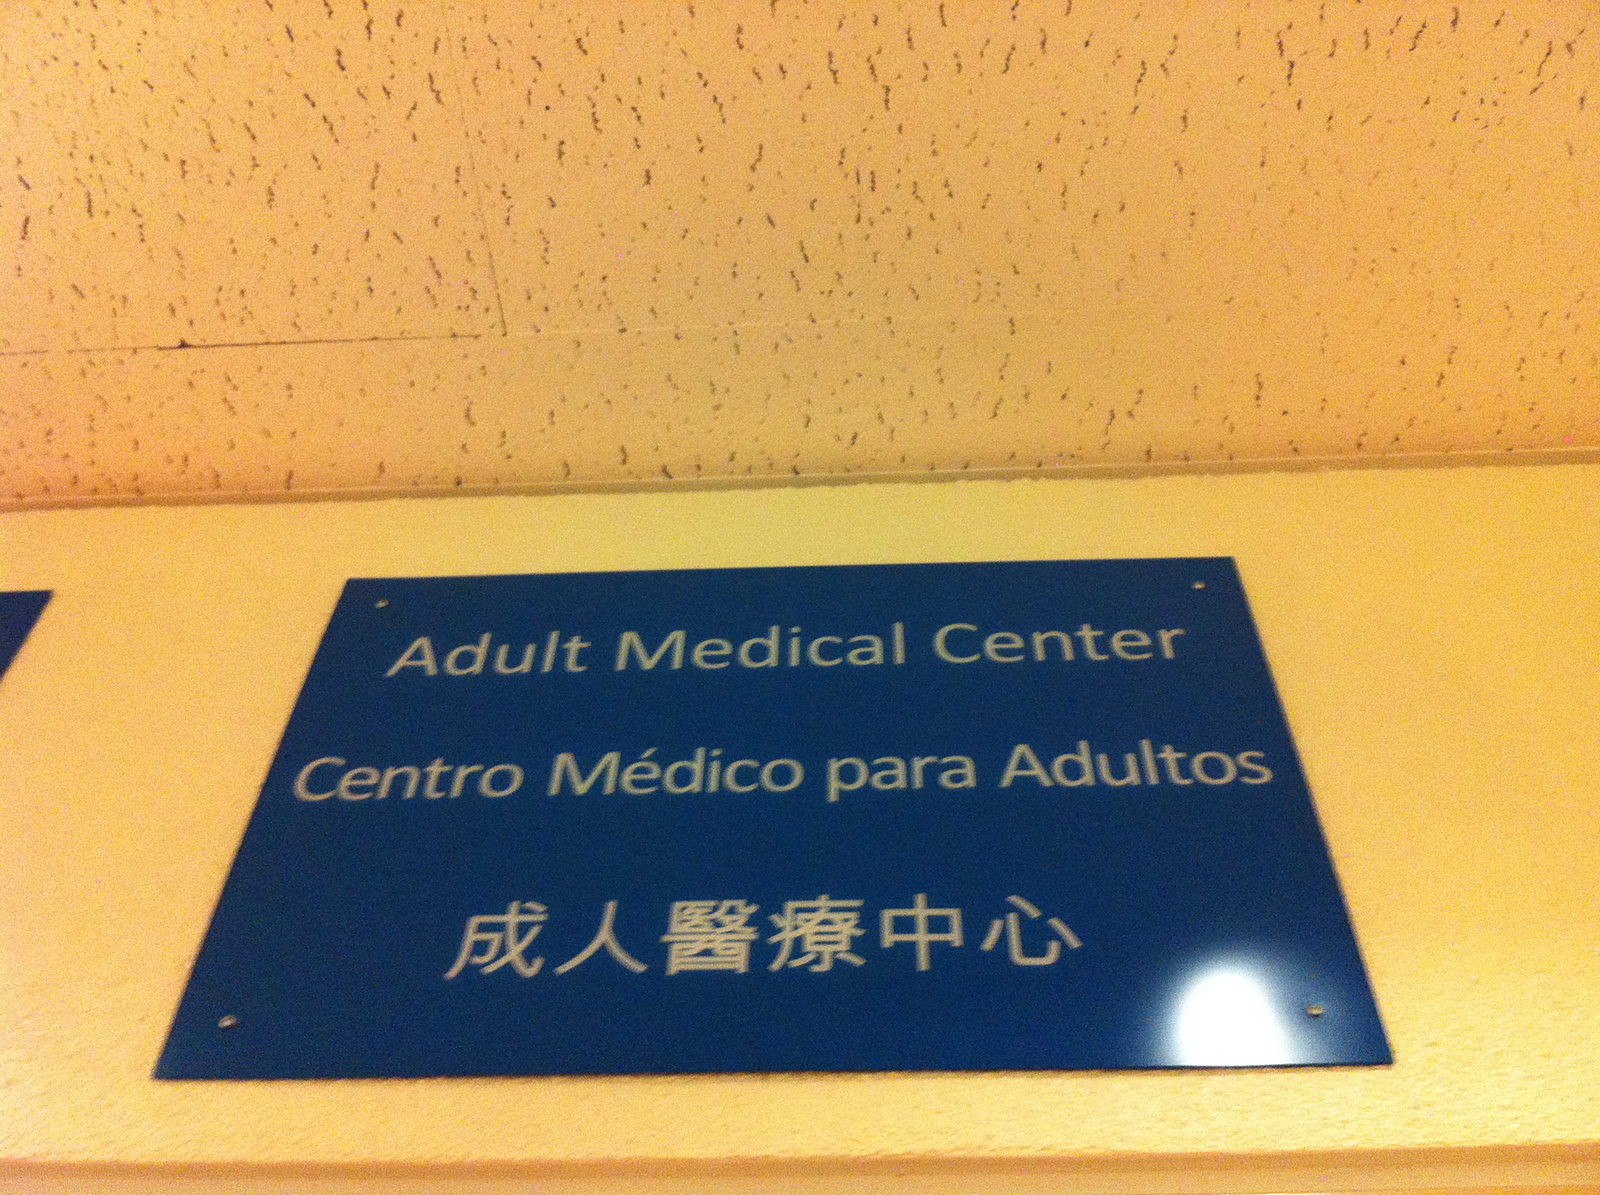 Adult Medical Center
Centro Médico para Adultos
成人醫療中心